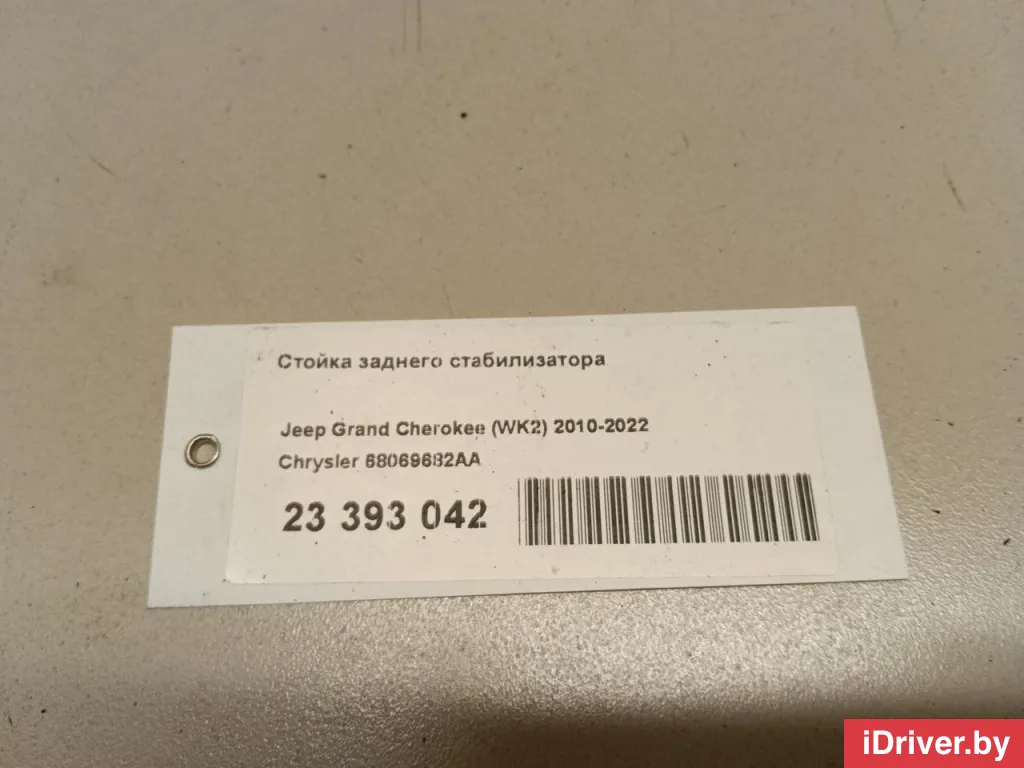 Стойка заднего стабилизатора
Jeep Grand Cherokee (WK2) 2010-2022
Chrysler 68069682AA
23 393 042
iDriver.by